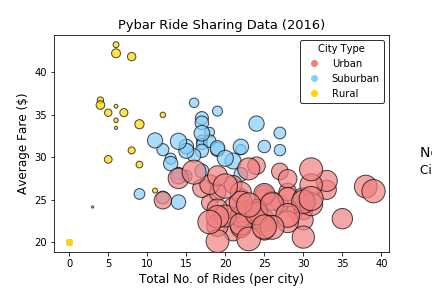 Pybar Ride Sharing Data (2016)
City Type
Urban
Suburban
Rural
Average Fare ($)
40
35
30
25
20
0
5
10
15
20
25
30
35
40
Total No. of Rides (per city)